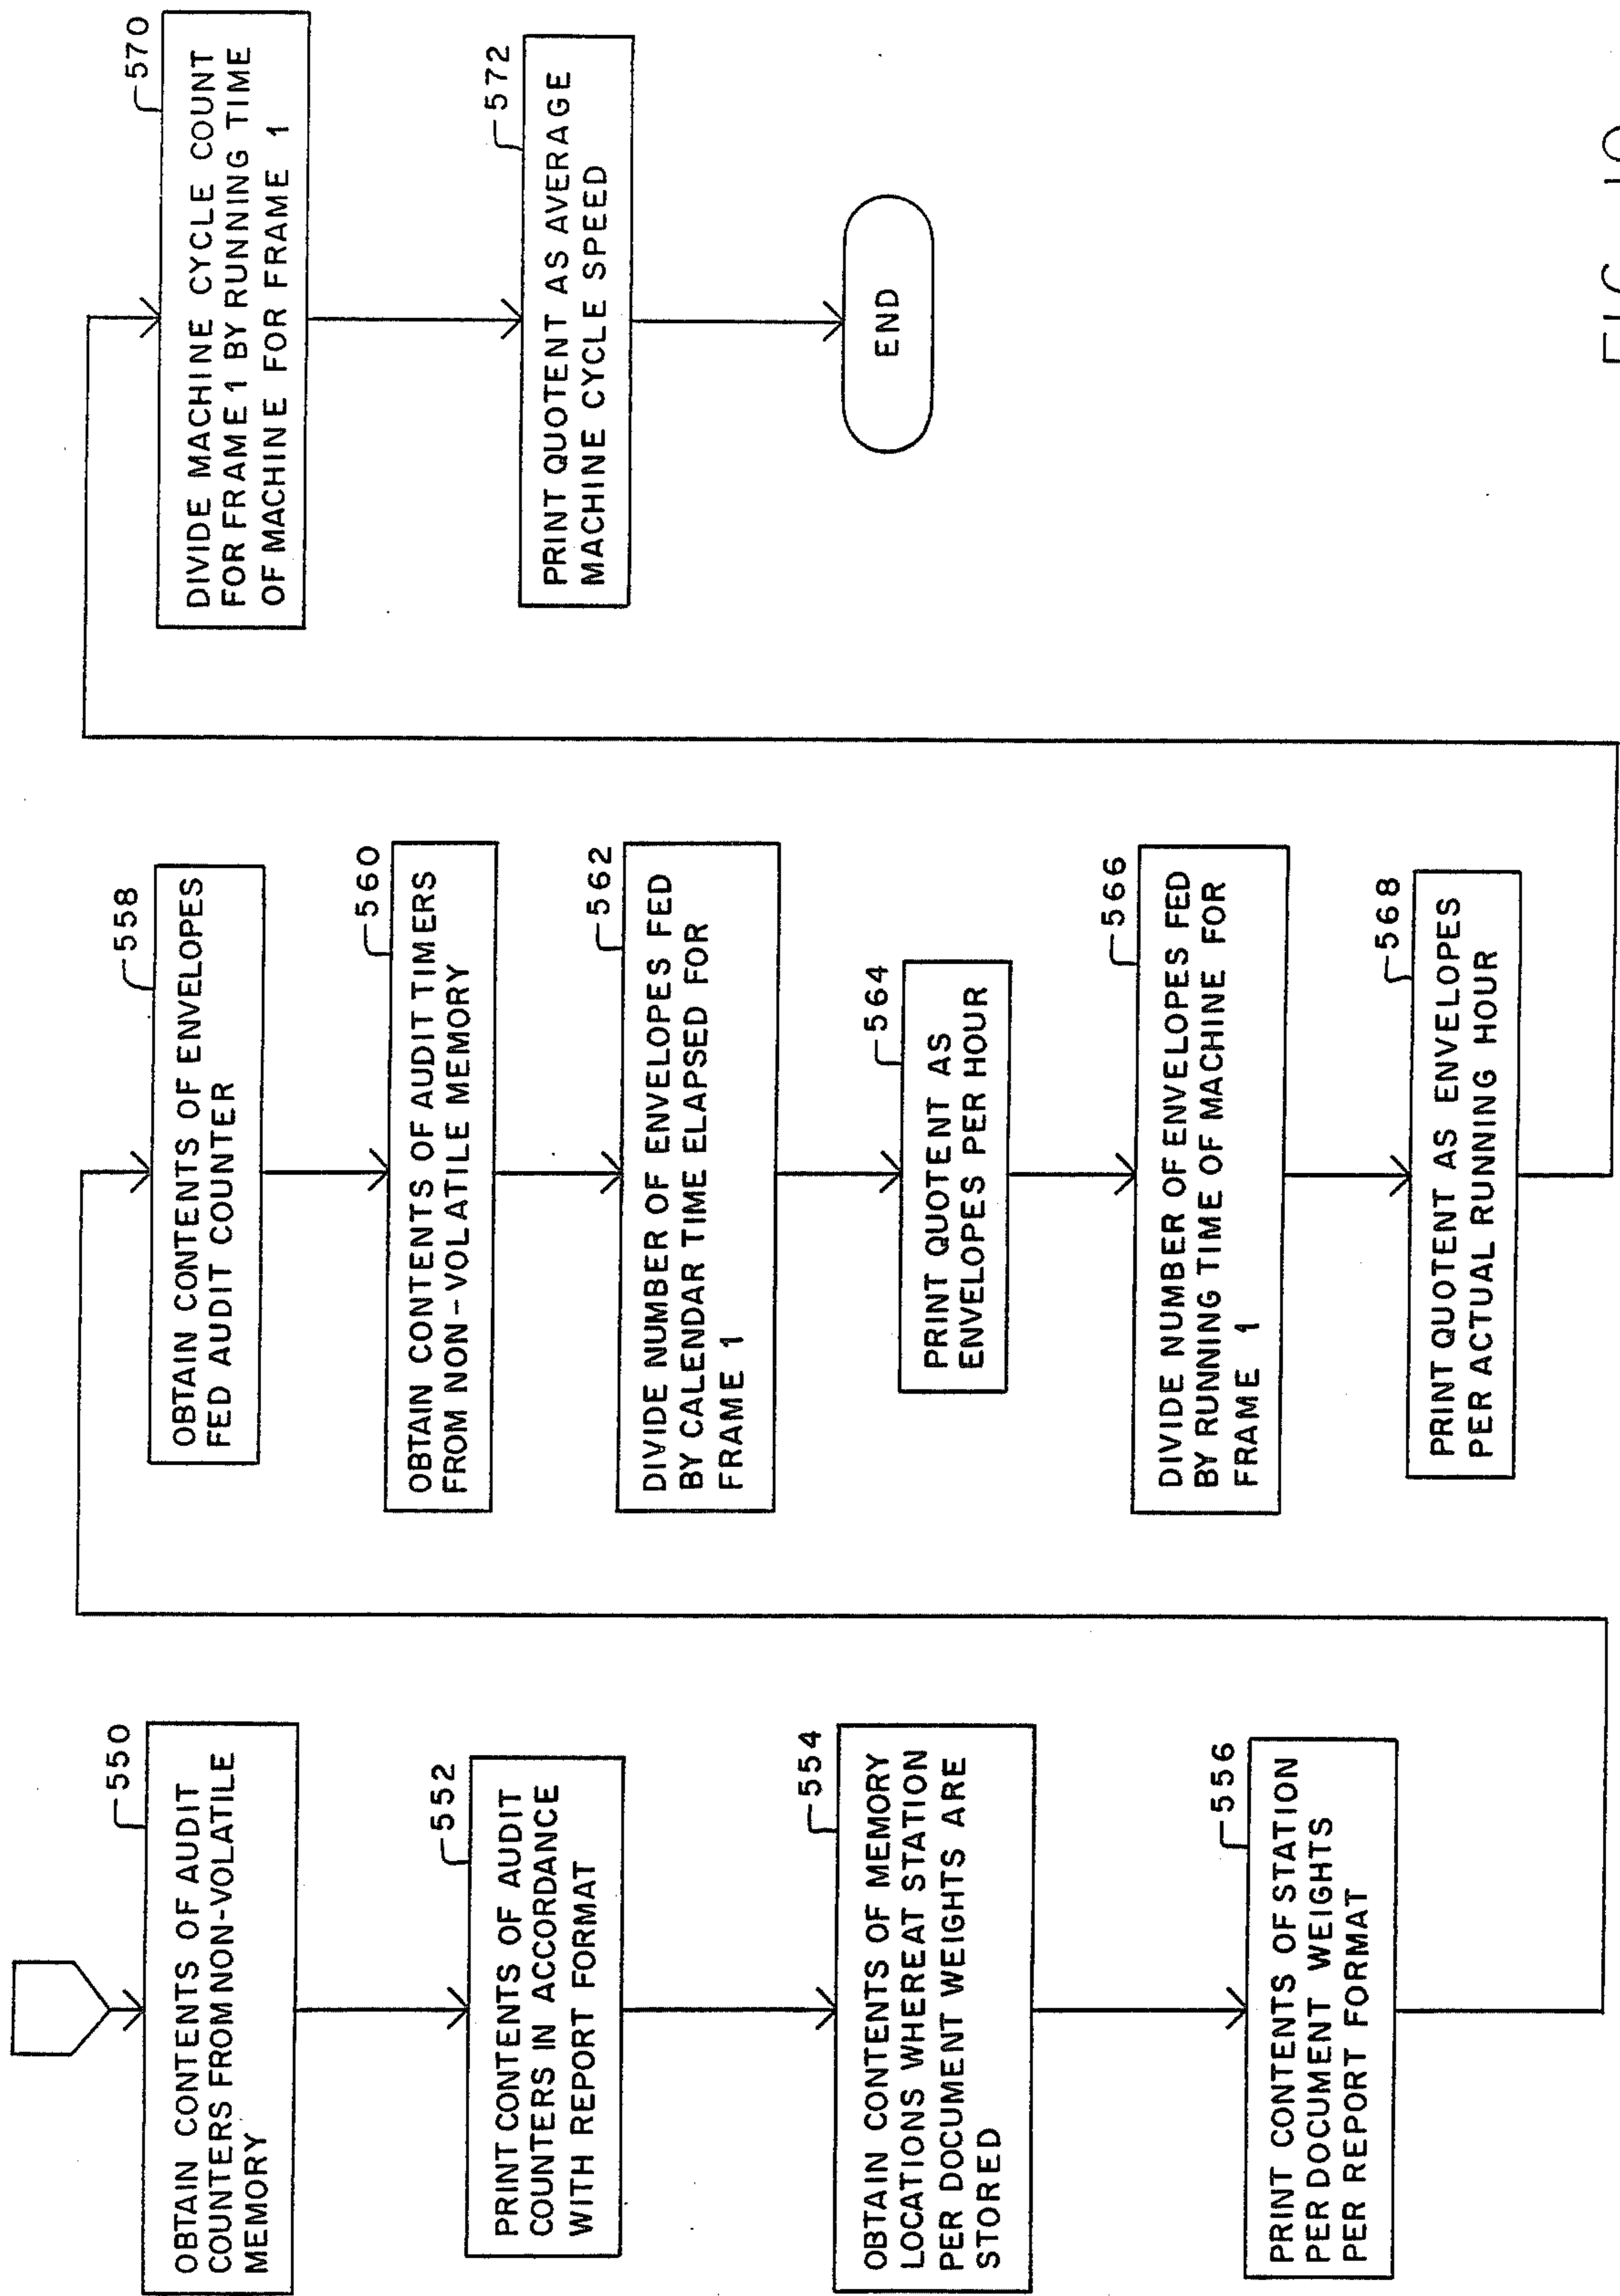 550
OBTAIN CONTENTS OF AUDIT
COUNTERS FROM NON-VOLATILE
MEMORY
552
PRINT CONTENTS OF AUDIT
COUNTERS IN ACCORDANCE
WITH REPORT FORMAT
554
OBTAIN CONTENTS OF MEMORY
LOCATIONS WHEREAT STATION
PER DOCUMENT WEIGHTS ARE
STORED
556
PRINT CONTENTS OF STATION
PER DOCUMENT WEIGHTS
PER REPORT FORMAT
558
OBTAIN CONTENTS OF ENVELOPES
FED AUDIT COUNTER
560
OBTAIN CONTENTS OF AUDIT TIMERS
FROM NON-VOLATILE MEMORY
562
DIVIDE NUMBER OF ENVELOPES FED
BY CALENDAR TIME ELAPSED FOR
FRAME 1
564
PRINT QUOTENT AS
ENVELOPES PER HOUR
566
DIVIDE NUMBER OF ENVELOPES FED
BY RUNNING TIME OF MACHINE FOR
FRAME 1
568
PRINT QUOTENT AS ENVELOPES
PER ACTUAL RUNNING HOUR
570
DIVIDE MACHINE CYCLE COUNT
FOR FRAME 1 BY RUNNING TIME
OF MACHINE FOR FRAME 1
572
PRINT QUOTENT AS AVERAGE
MACHINE CYCLE SPEED
END